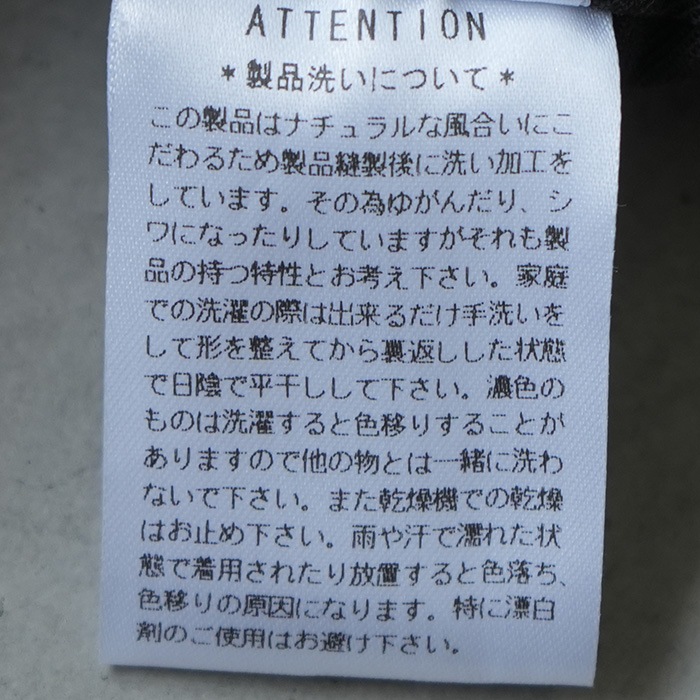 ATTENTION
*製品洗いについて*
この製品はナチュラルな風合いにこ
だわるため製品縫製後に洗い加工を
しています。その為ゆがんだり、シ
ワになったりしていますがそれも製
品の持つ特性とお考え下さい。家庭
での洗濯の際は出来るだけ手洗いを
して形を整えてから裏返しした状態
で日陰で平干しして下さい。濃色の
ものは洗濯すると色移りすることが
ありますので他の物とは一緒に洗わ
ないで下さい。また乾燥機での乾燥
はお止め下さい。雨や汗で濡れた状
態で着用されたり放置すると色落ち、
色移りの原因になります。特に漂白
剤のご使用はお避け下さい。